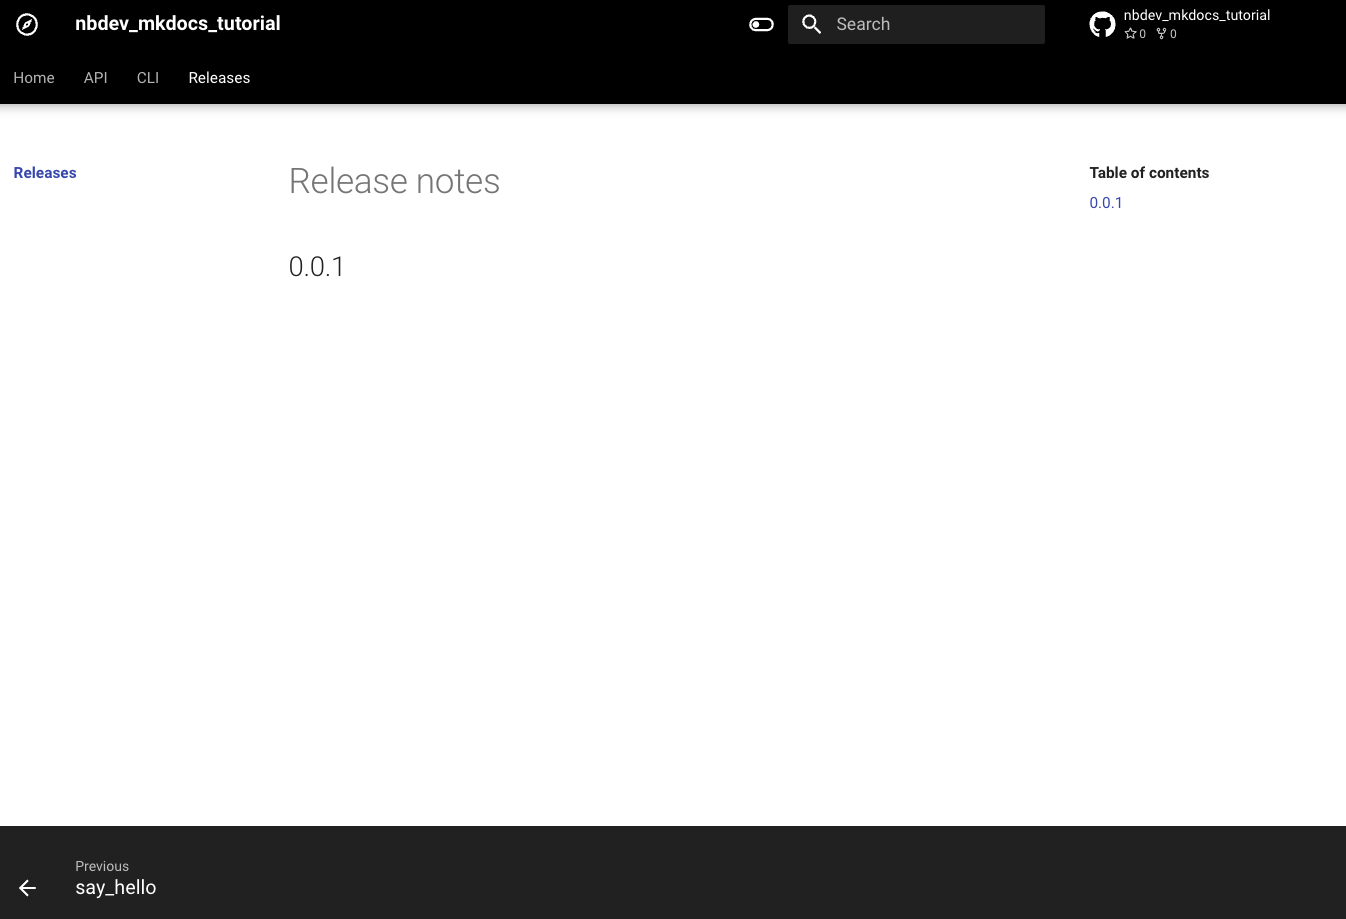 nbdev_mkdocs_tutorial
Search
nbdev_mkdocs_tutorial
0 0
Home API CLI Releases
Releases
Release notes
0.0.1
Table of contents
0.0.1
Previous
say_hello